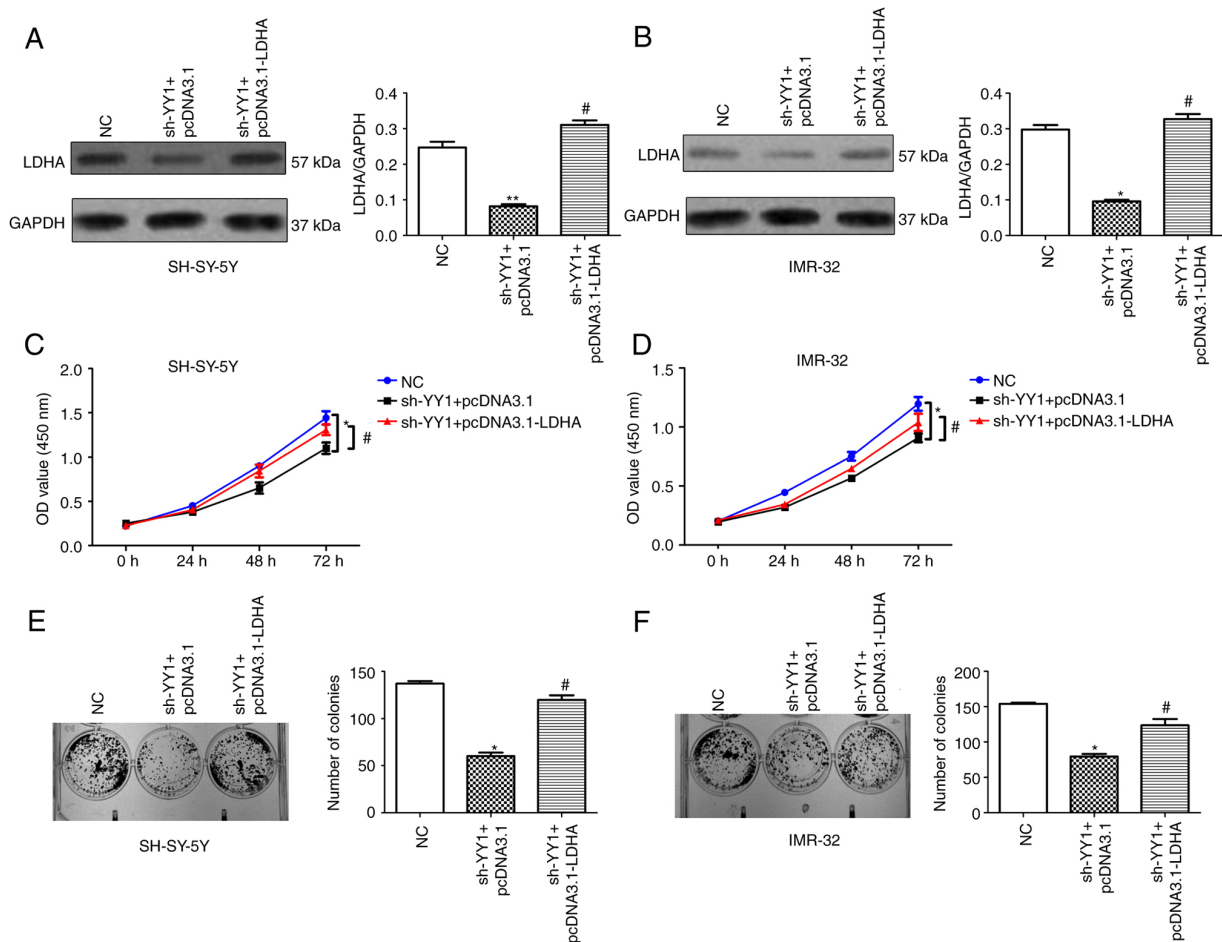 A
NC
sh-YY1+
pcDNA3.1
sh-YY1+
pcDNA3.1-LDHA
LDHA
57 kDa
GAPDH
37 kDa
SH-SY-5Y
LDHA/GAPDH
0.4
0.3
0.2
0.1
0.0
**
#
NC
sh-YY1+
pcDNA3.1
sh-YY1+
pcDNA3.1-LDHA
B
NC
sh-YY1+
pcDNA3.1
sh-YY1+
pcDNA3.1-LDHA
LDHA
57 kDa
GAPDH
37 kDa
IMR-32
LDHA/GAPDH
0.4
0.3
0.2
0.1
0.0
*
#
NC
sh-YY1+
pcDNA3.1
sh-YY1+
pcDNA3.1-LDHA
C
SH-SY-5Y
OD value (450 nm)
2.0
1.5
1.0
0.5
0.0
0 h
24 h
48 h
72 h
*
#
NC
sh-YY1+pcDNA3.1
sh-YY1+pcDNA3.1-LDHA
D
IMR-32
OD value (450 nm)
1.5
1.0
0.5
0.0
0 h
24 h
48 h
72 h
*
#
NC
sh-YY1+pcDNA3.1
sh-YY1+pcDNA3.1-LDHA
E
NC
sh-YY1+
pcDNA3.1
sh-YY1+
pcDNA3.1-LDHA
SH-SY-5Y
Number of colonies
150
100
50
0
*
#
NC
sh-YY1+
pcDNA3.1
sh-YY1+
pcDNA3.1-LDHA
F
NC
sh-YY1+
pcDNA3.1
sh-YY1+
pcDNA3.1-LDHA
IMR-32
Number of colonies
200
150
100
50
0
*
#
NC
sh-YY1+
pcDNA3.1
sh-YY1+
pcDNA3.1-LDHA